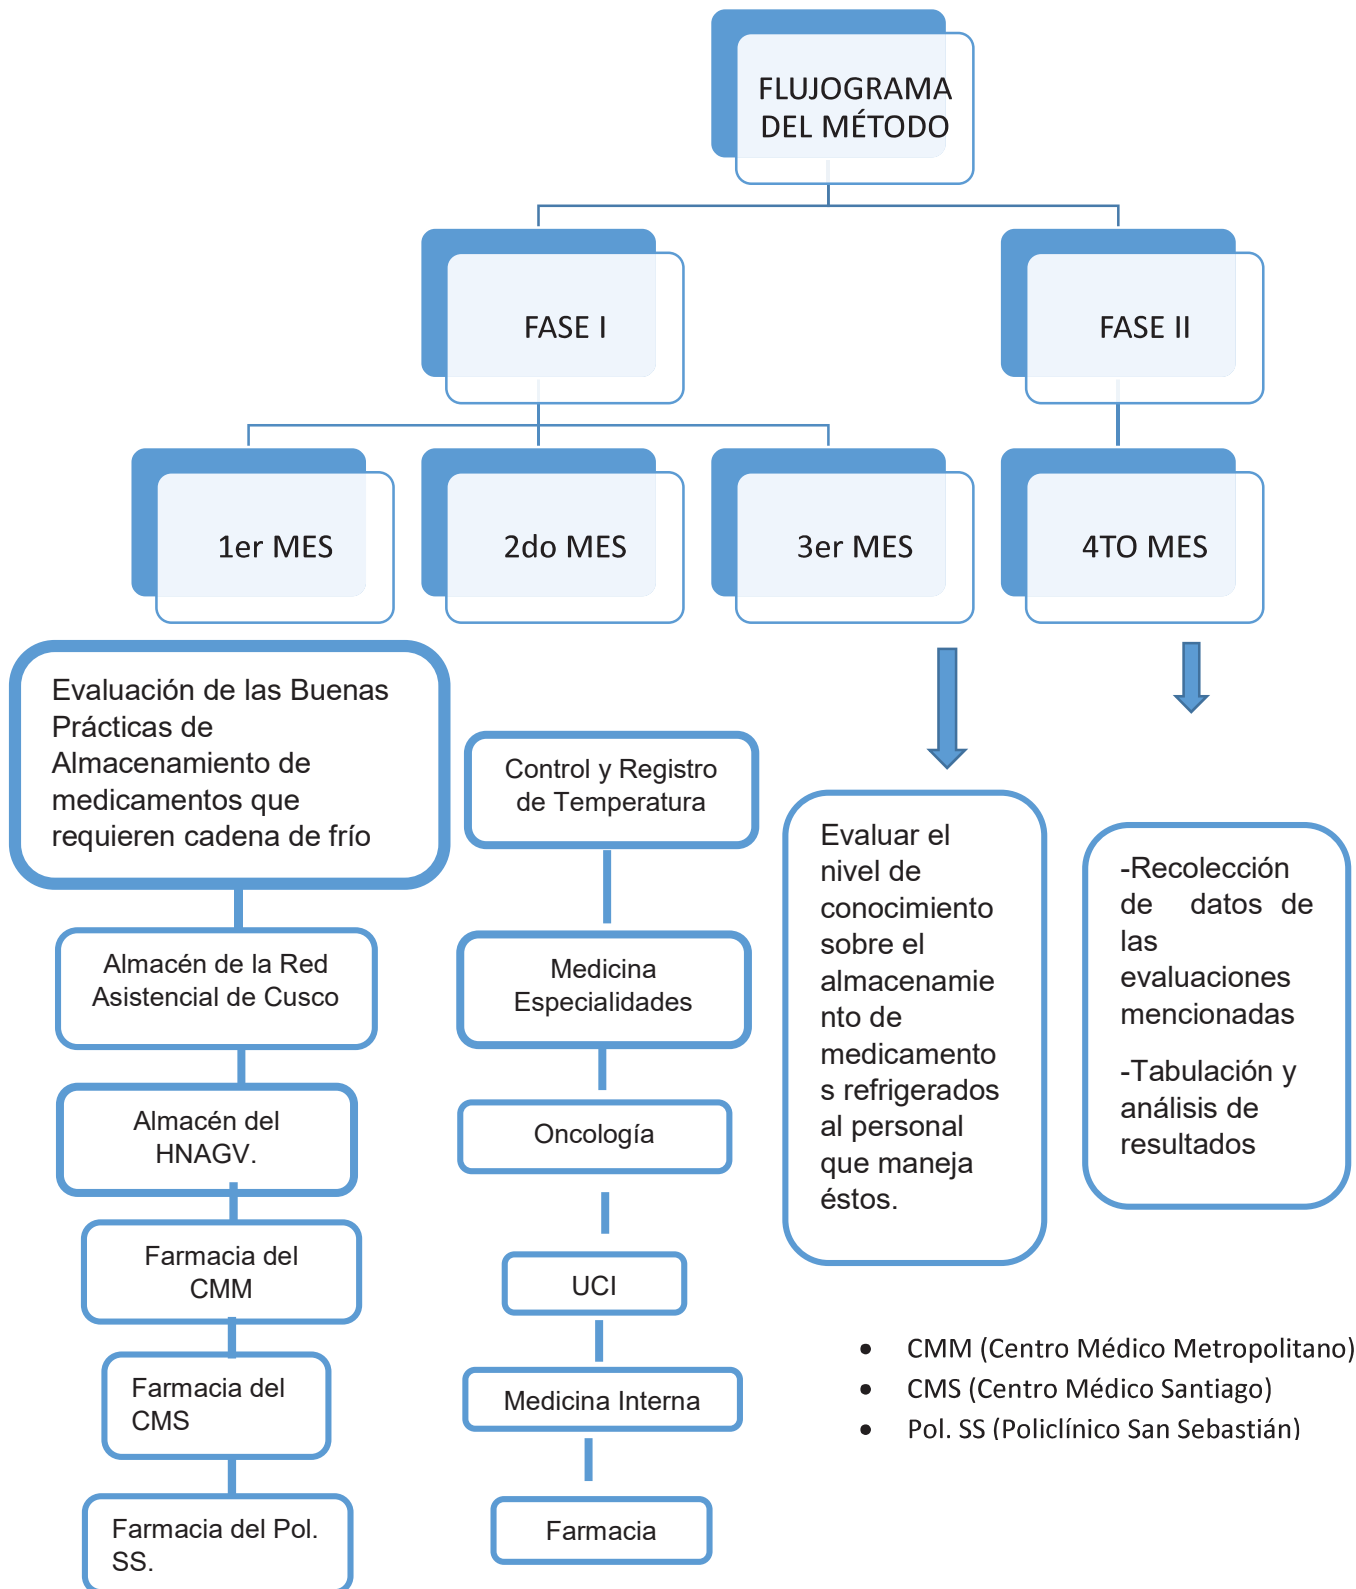 FLUJOGRAMA
DEL MÉTODO
FASE I
FASE II
1er MES
2do MES
3er MES
4TO MES
Evaluación de las Buenas
Prácticas de
Almacenamiento de
medicamentos que
requieren cadena de frío
Almacén de la Red
Asistencial de Cusco
Almacén del
HNAGV.
Farmacia del
CMM
Farmacia del
CMS
Farmacia del Pol.
SS.
Control y Registro
de Temperatura
Medicina
Especialidades
Oncología
UCI
Medicina Interna
Farmacia
Evaluar el
nivel de
conocimiento
sobre el
almacenamie
nto de
medicamento
s refrigerados
al personal
que maneja
éstos.
-Recolección
de datos de
las
evaluaciones
mencionadas
-Tabulación y
análisis de
resultados
• CMM (Centro Médico Metropolitano)
• CMS (Centro Médico Santiago)
• Pol. SS (Policlínico San Sebastián)